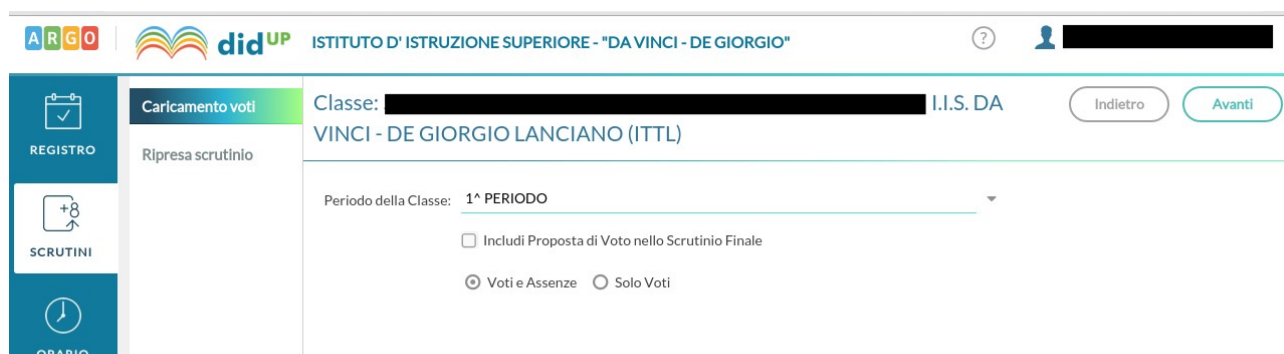 ARGO didUP ISTITUTO D' ISTRUZIONE SUPERIORE - "DA VINCI - DE GIORGIO" ?
REGISTRO
SCRUTINI
+8
ORARIO
Caricamento voti
Ripresa scrutinio
Classe: I.I.S. DA
VINCI - DE GIORGIO LANCIANO (ITTL)
Indietro Avanti
Periodo della Classe: 1^ PERIODO
Includi Proposta di Voto nello Scrutinio Finale
Voti e Assenze Solo Voti